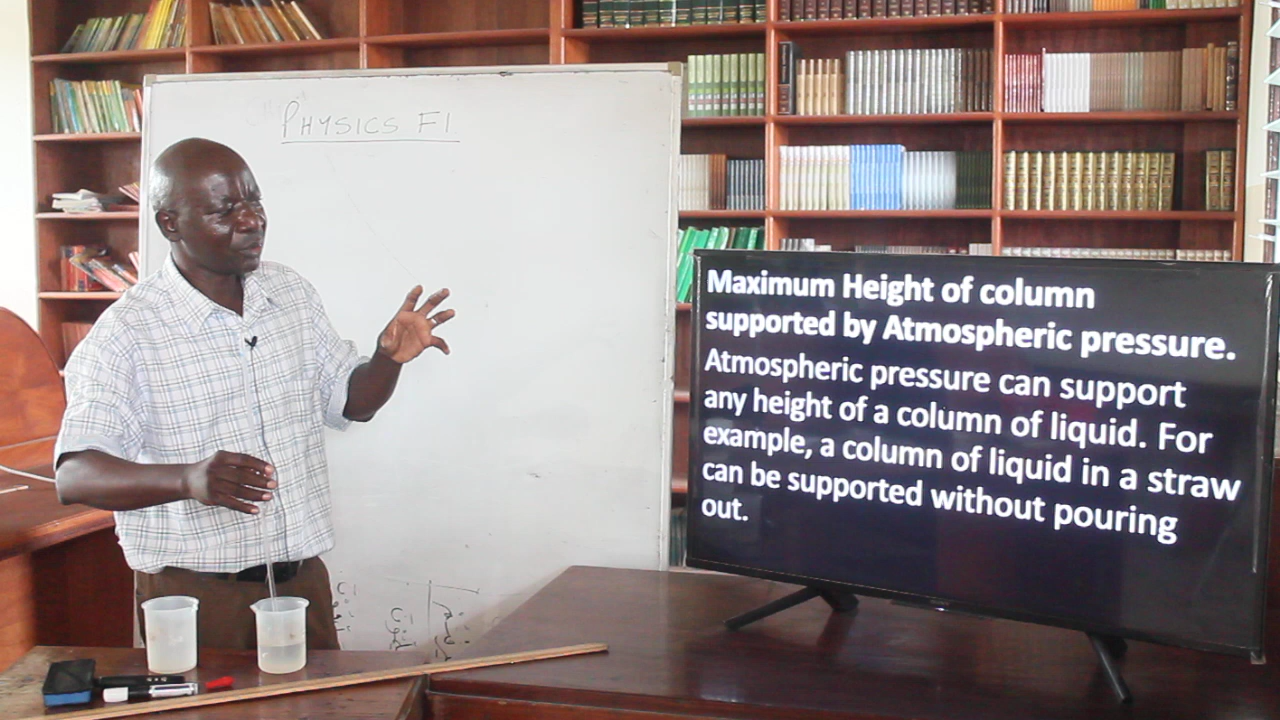 PHYSICS F1
Maximum Height of column
supported by Atmospheric pressure.
Atmospheric pressure can support
any height of a column of liquid. For
example, a column of liquid in a straw
can be supported without pouring
out.